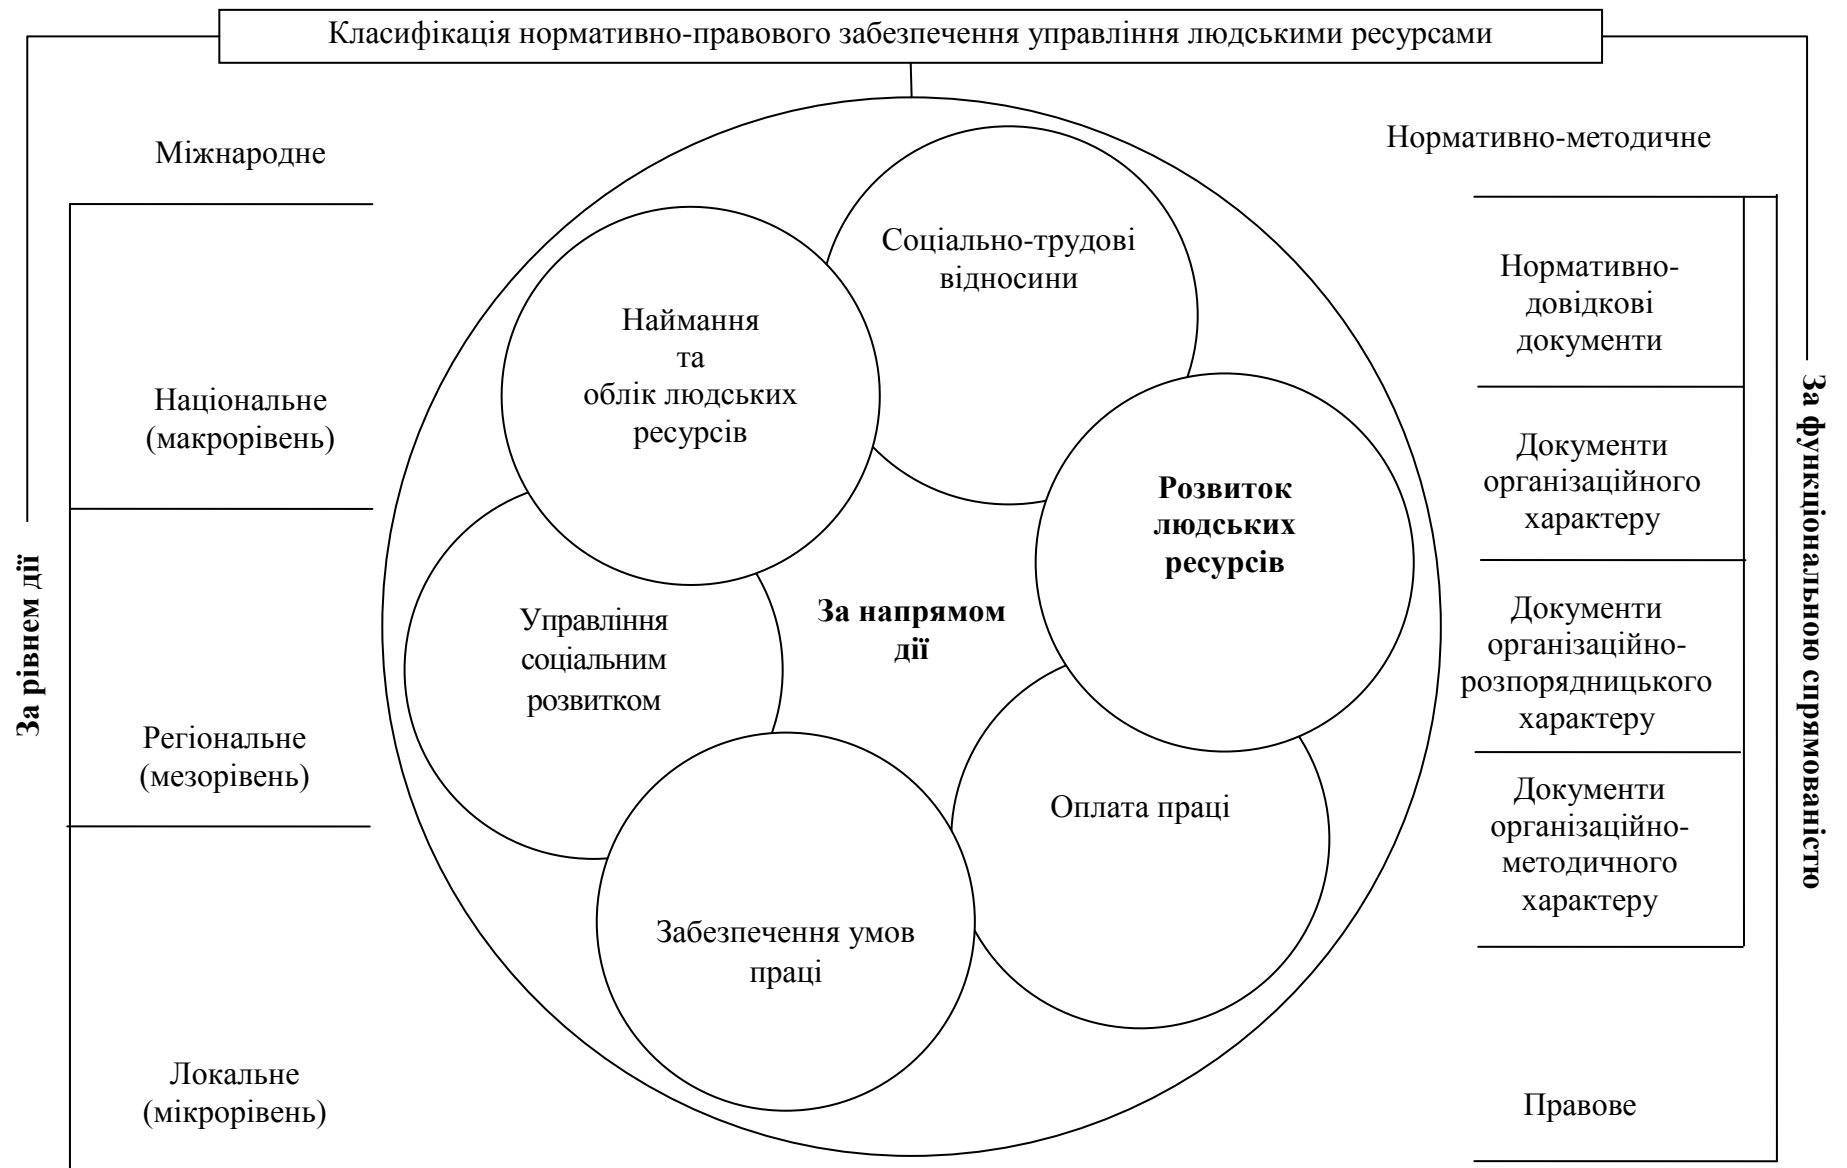 Класифікація нормативно-правового забезпечення управління людськими ресурсами
За рівнем дії
Міжнародне
Національне
(макрорівень)
Регіональне
(мезорівень)
Локальне
(мікрорівень)
Соціально-трудові
відносини
Наймання
та
облік людських
ресурсів
Розвиток
людських
ресурсів
За напрямом
дії
Управління
соціальним
розвитком
Оплата праці
Забезпечення умов
праці
Нормативно-методичне
Нормативно-
довідкові
документи
Документи
організаційного
характеру
Документи
організаційно-
розпорядницького
характеру
Документи
організаційно-
методичного
характеру
Правове
За функціональною спрямованістю